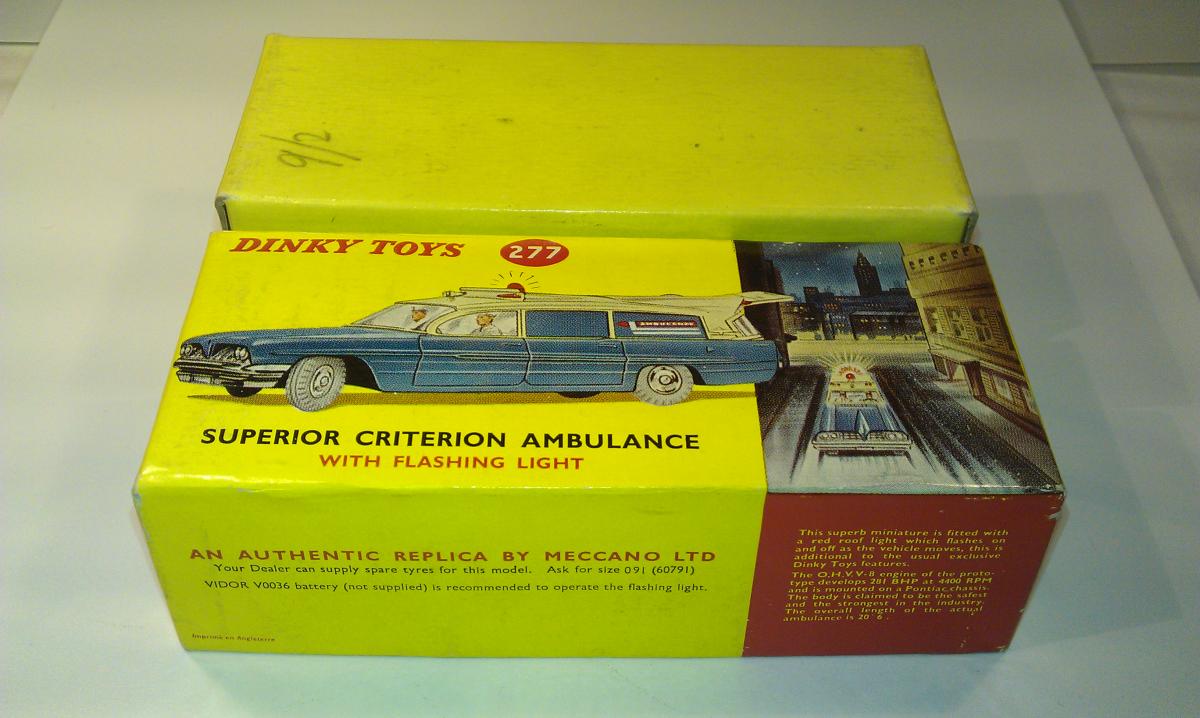 9/2
DINKY TOYS 277
AMBULANCE
SUPERIOR CRITERION AMBULANCE
WITH FLASHING LIGHT
AN AUTHENTIC REPLICA BY MECCANO LTD
Your Dealer can supply spare tyres for this model. Ask for size 091 (60791)
VIDOR V0036 battery (not supplied) is recommended to operate the flashing light.
Imprimé en Angleterre
This superb miniature is fitted with
a red roof light which flashes on
and off as the vehicle moves, this is
additional to the usual exclusive
Dinky Toys features.
The O.H.V. V-8 engine of the proto-
type develops 281 BHP at 4400 RPM
and is mounted on a Pontiac chassis.
The body is claimed to be the safest
and the strongest in the industry.
The overall length of the actual
ambulance is 20' 6".